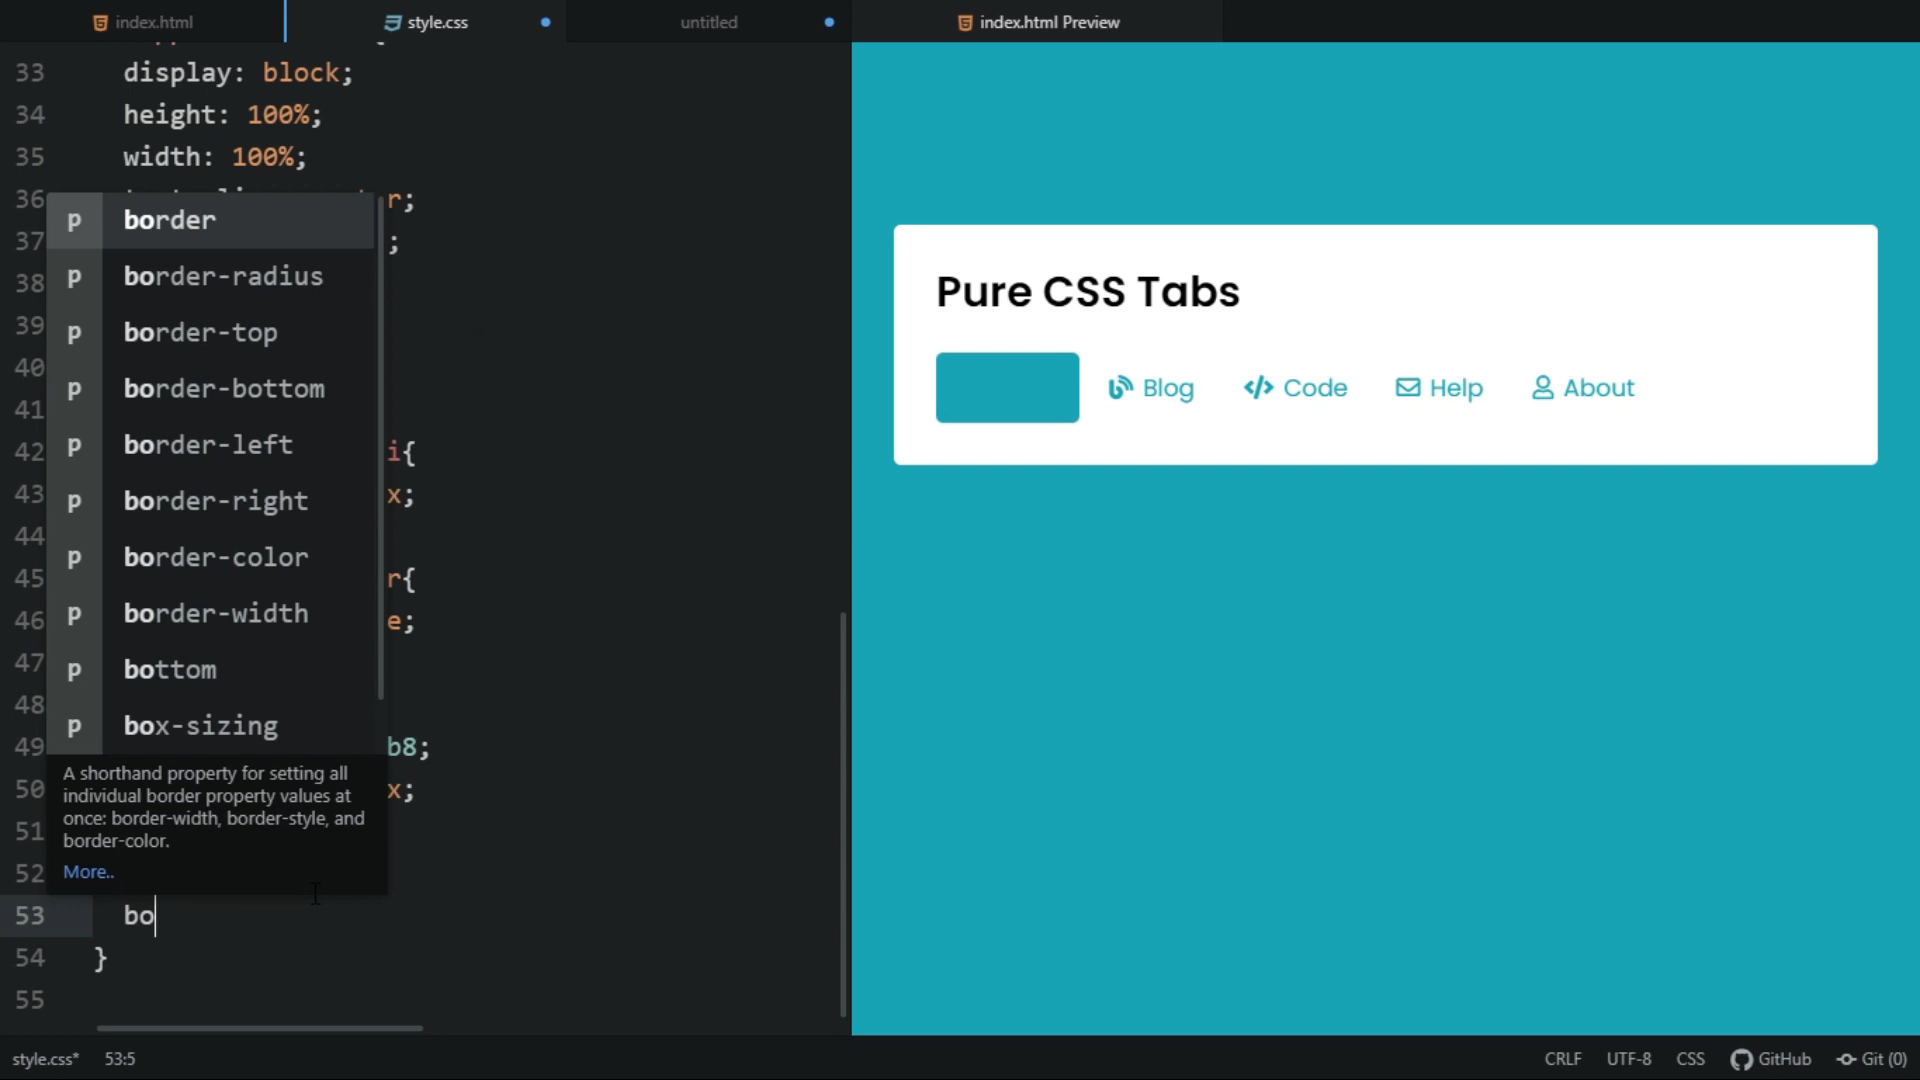 index.html
style.css
untitled
index.html Preview
33 display: block;
34 height: 100%;
35 width: 100%;
36 r;
37 ;
38
39
40
41
42 i{
43 x;
44
45 r{
46 e;
47
48
49 b8;
50 x;
51
52
53 bo
54 }
55
p border
p border-radius
p border-top
p border-bottom
p border-left
p border-right
p border-color
p border-width
p bottom
p box-sizing
A shorthand property for setting all
individual border property values at
once: border-width, border-style, and
border-color.
More..
Pure CSS Tabs
Blog
Code
Help
About
style.css*
53:5
CRLF
UTF-8
CSS
GitHub
Git (0)